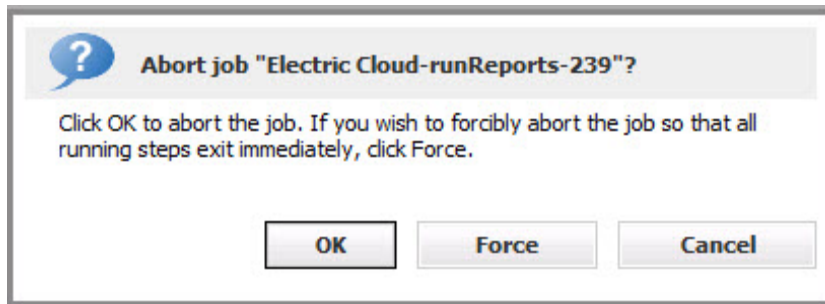 ?
Abort job "Electric Cloud-runReports-239"?
Click OK to abort the job. If you wish to forcibly abort the job so that all
running steps exit immediately, click Force.
OK Force Cancel